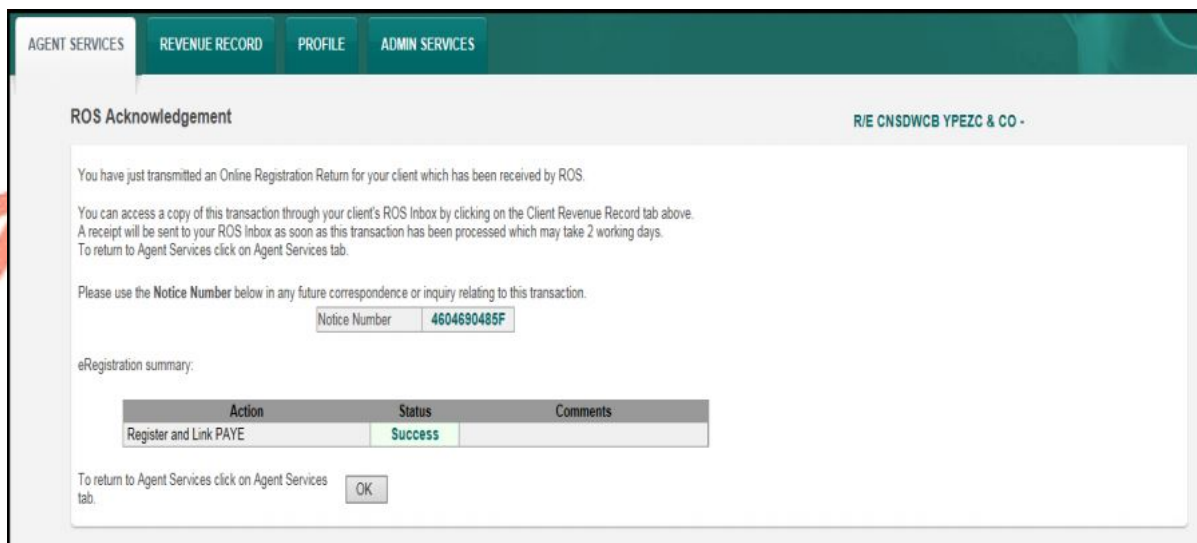 AGENT SERVICES REVENUE RECORD PROFILE ADMIN SERVICES
ROS Acknowledgement
R/E CNSDWCB YPEZC & CO -
You have just transmitted an Online Registration Return for your client which has been received by ROS.
You can access a copy of this transaction through your client's ROS Inbox by clicking on the Client Revenue Record tab above.
A receipt will be sent to your ROS Inbox as soon as this transaction has been processed which may take 2 working days.
To return to Agent Services click on Agent Services tab.
Please use the Notice Number below in any future correspondence or inquiry relating to this transaction.
Notice Number 4604690485F
eRegistration summary:
Action Status Comments
Register and Link PAYE Success
To return to Agent Services click on Agent Services
tab.
OK